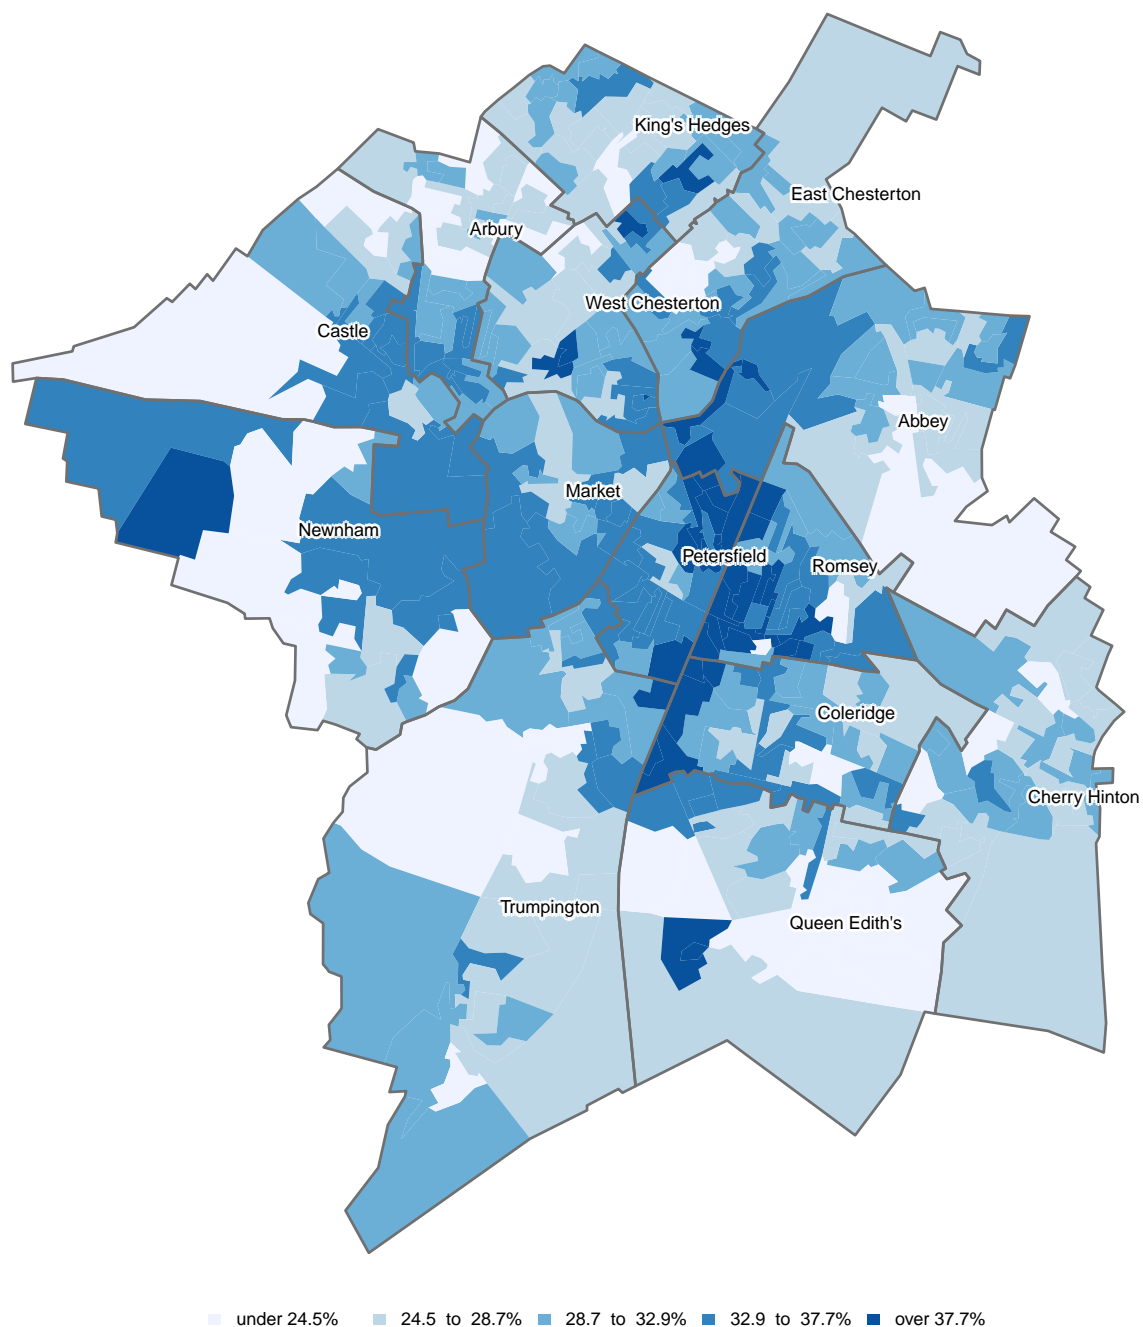 King's Hedges
East Chesterton
Arbury
West Chesterton
Castle
Abbey
Market
Newnham
Petersfield
Romsey
Coleridge
Cherry Hinton
Trumpington
Queen Edith's
under 24.5% 24.5 to 28.7% 28.7 to 32.9% 32.9 to 37.7% over 37.7%